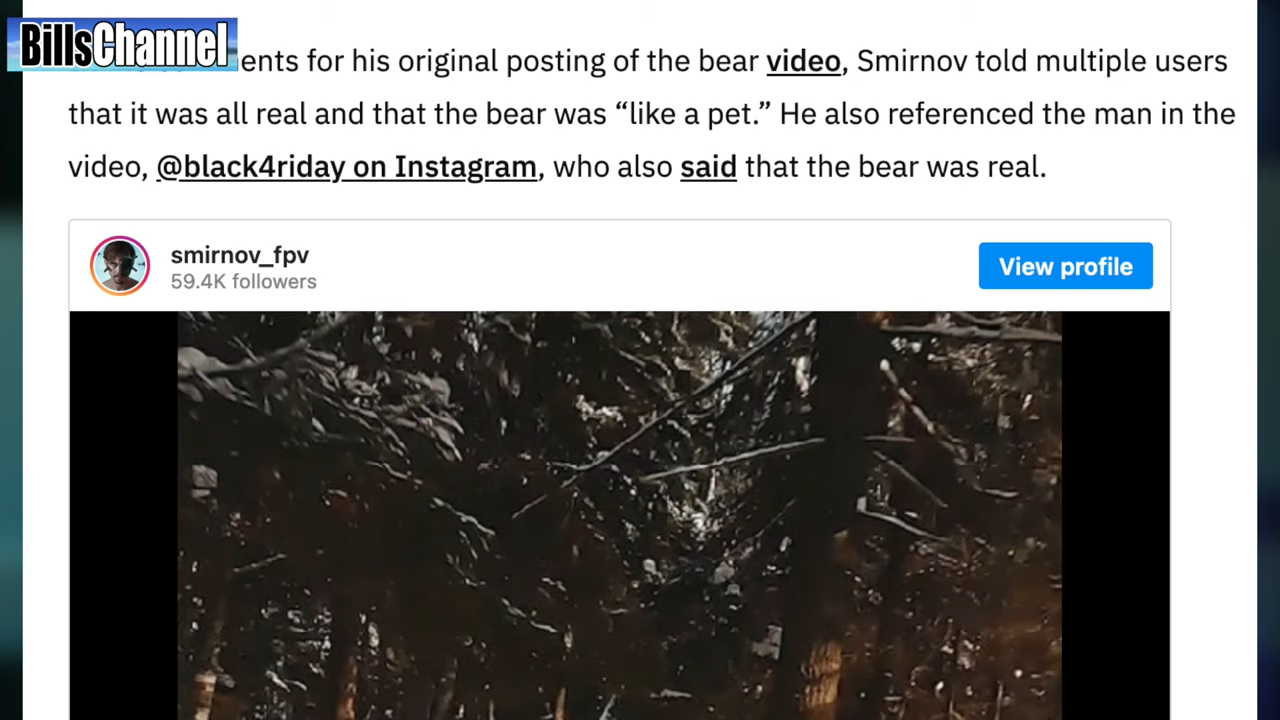 BillsChannel
ents for his original posting of the bear video, Smirnov told multiple users
that it was all real and that the bear was “like a pet.” He also referenced the man in the
video, @black4riday on Instagram, who also said that the bear was real.
smirnov_fpv
59.4K followers
View profile